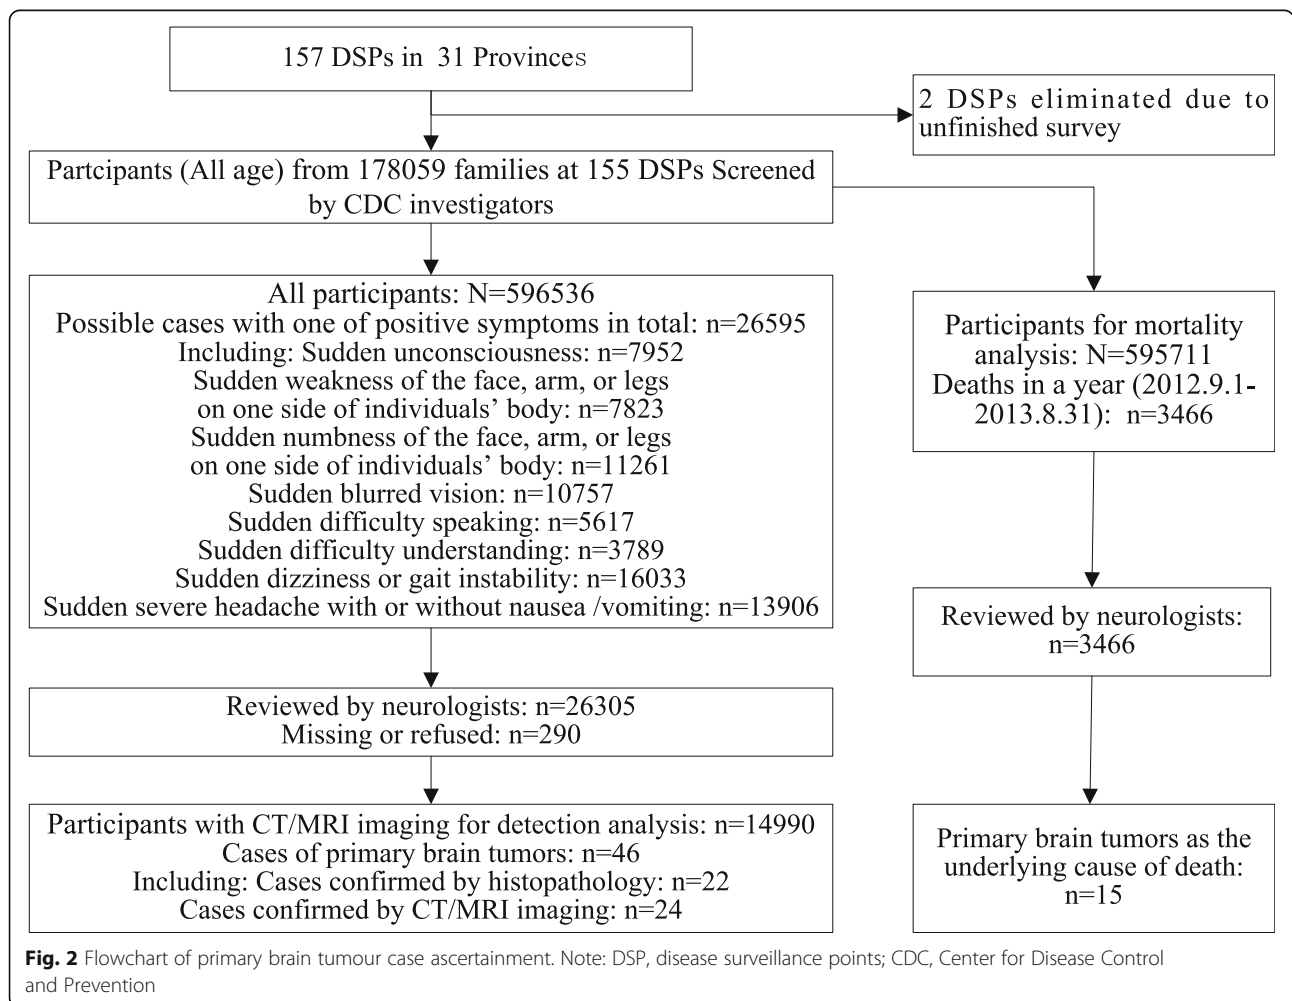 157 DSPs in 31 Provinces
2 DSPs eliminated due to
unfinished survey
Partcipants (All age) from 178059 families at 155 DSPs Screened
by CDC investigators
All participants: N=596536
Possible cases with one of positive symptoms in total: n=26595
Including: Sudden unconsciousness: n=7952
Sudden weakness of the face, arm, or legs
on one side of individuals’ body: n=7823
Sudden numbness of the face, arm, or legs
on one side of individuals’ body: n=11261
Sudden blurred vision: n=10757
Sudden difficulty speaking: n=5617
Sudden difficulty understanding: n=3789
Sudden dizziness or gait instability: n=16033
Sudden severe headache with or without nausea /vomiting: n=13906
Participants for mortality
analysis: N=595711
Deaths in a year (2012.9.1-
2013.8.31): n=3466
Reviewed by neurologists:
n=3466
Reviewed by neurologists: n=26305
Missing or refused: n=290
Participants with CT/MRI imaging for detection analysis: n=14990
Cases of primary brain tumors: n=46
Including: Cases confirmed by histopathology: n=22
Cases confirmed by CT/MRI imaging: n=24
Primary brain tumors as the
underlying cause of death:
n=15
Fig. 2 Flowchart of primary brain tumour case ascertainment. Note: DSP, disease surveillance points; CDC, Center for Disease Control
and Prevention